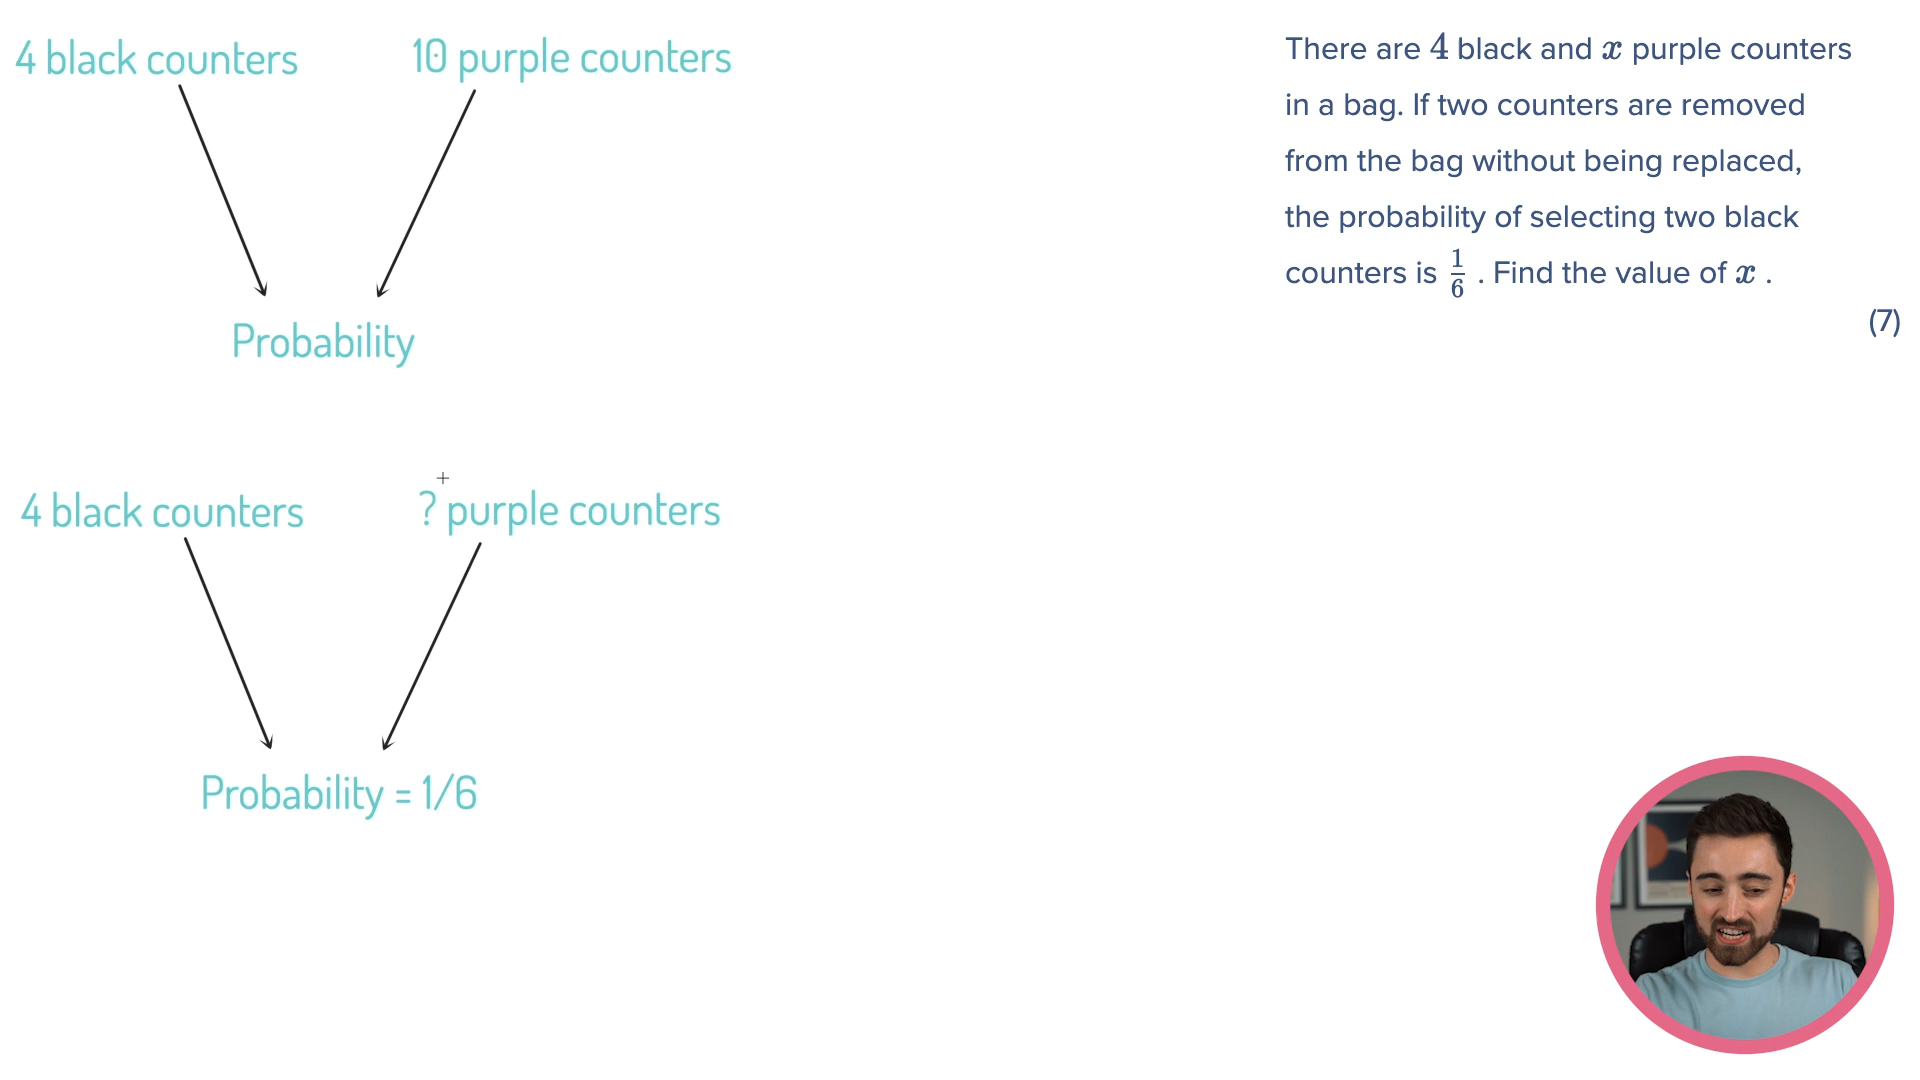 4 black counters
10 purple counters
Probability
4 black counters
? purple counters
Probability = 1/6
There are 4 black and x purple counters
in a bag. If two counters are removed
from the bag without being replaced,
the probability of selecting two black
counters is 1/6 . Find the value of x .
(7)